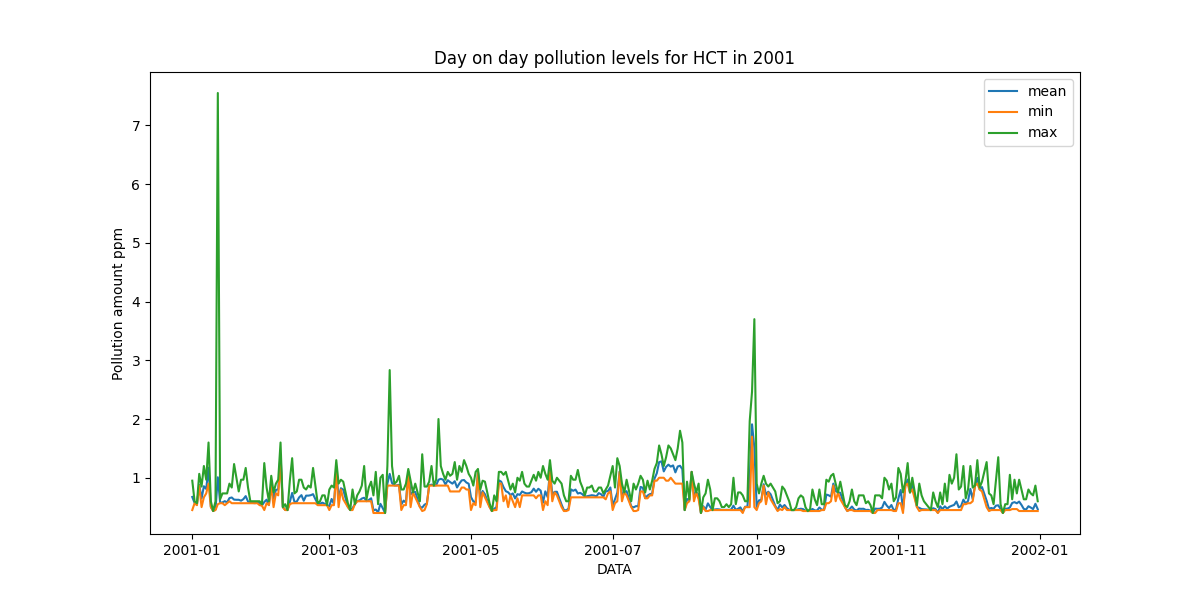 Day on day pollution levels for HCT in 2001
mean
min
max
Pollution amount ppm
7
6
5
4
3
2
1
2001-01 2001-03 2001-05 2001-07 2001-09 2001-11 2002-01
DATA